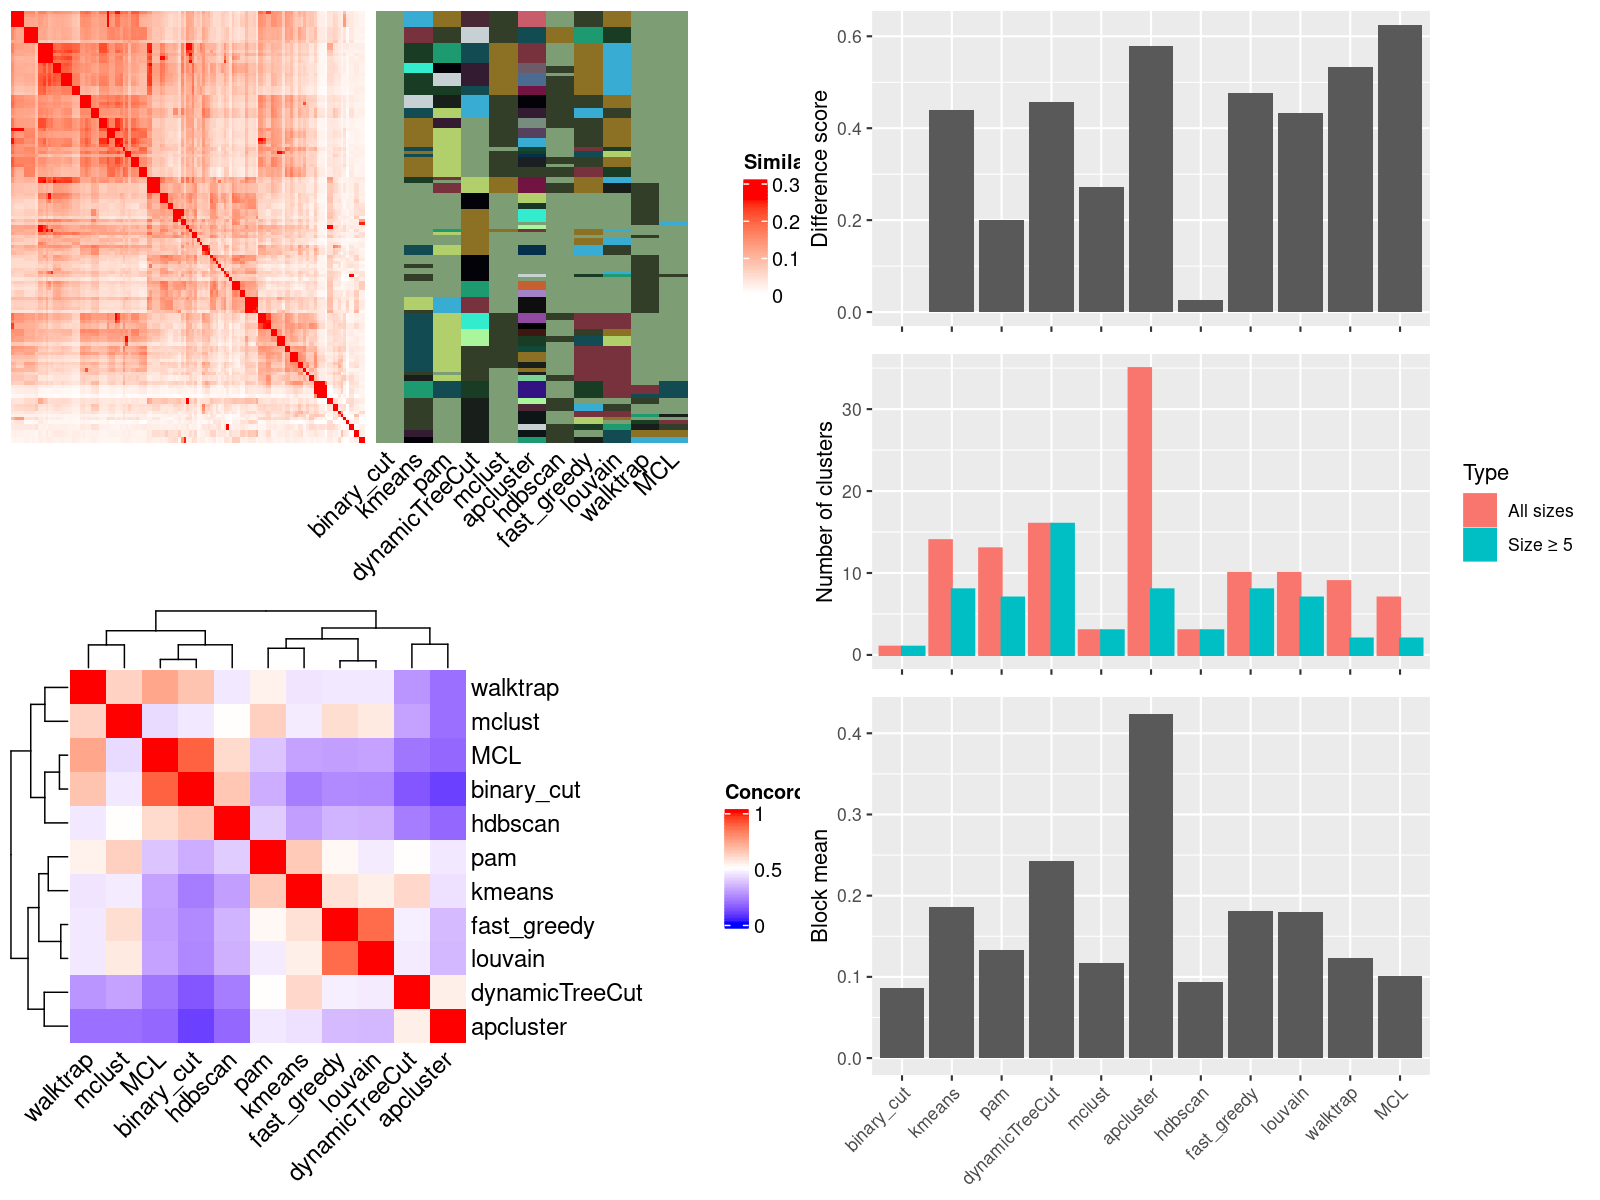 Simila
0.3
0.2
0.1
0
binary_cut
kmeans
pam
dynamicTreeCut
mclust
apcluster
hdbscan
fast_greedy
louvain
walktrap
MCL
walktrap
mclust
MCL
binary_cut
hdbscan
pam
kmeans
fast_greedy
louvain
dynamicTreeCut
apcluster
walktrap
mclust
MCL
binary_cut
hdbscan
pam
kmeans
fast_greedy
louvain
dynamicTreeCut
apcluster
Concord
1
0.5
0
Difference score
0.6
0.4
0.2
0.0
Number of clusters
30
20
10
0
Type
All sizes
Size ≥ 5
Block mean
0.4
0.3
0.2
0.1
0.0
binary_cut
kmeans
pam
dynamicTreeCut
mclust
apcluster
hdbscan
fast_greedy
louvain
walktrap
MCL